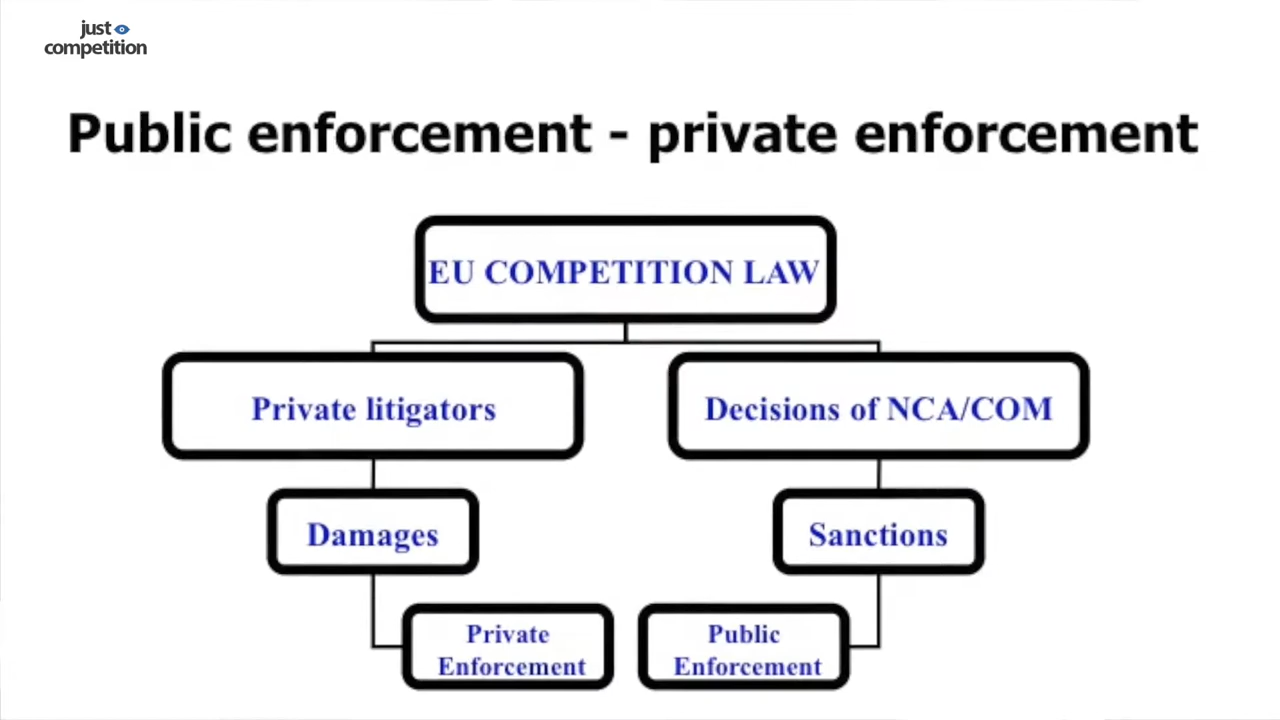 just
competition
Public enforcement - private enforcement
EU COMPETITION LAW
Private litigators
Decisions of NCA/COM
Damages
Sanctions
Private
Enforcement
Public
Enforcement